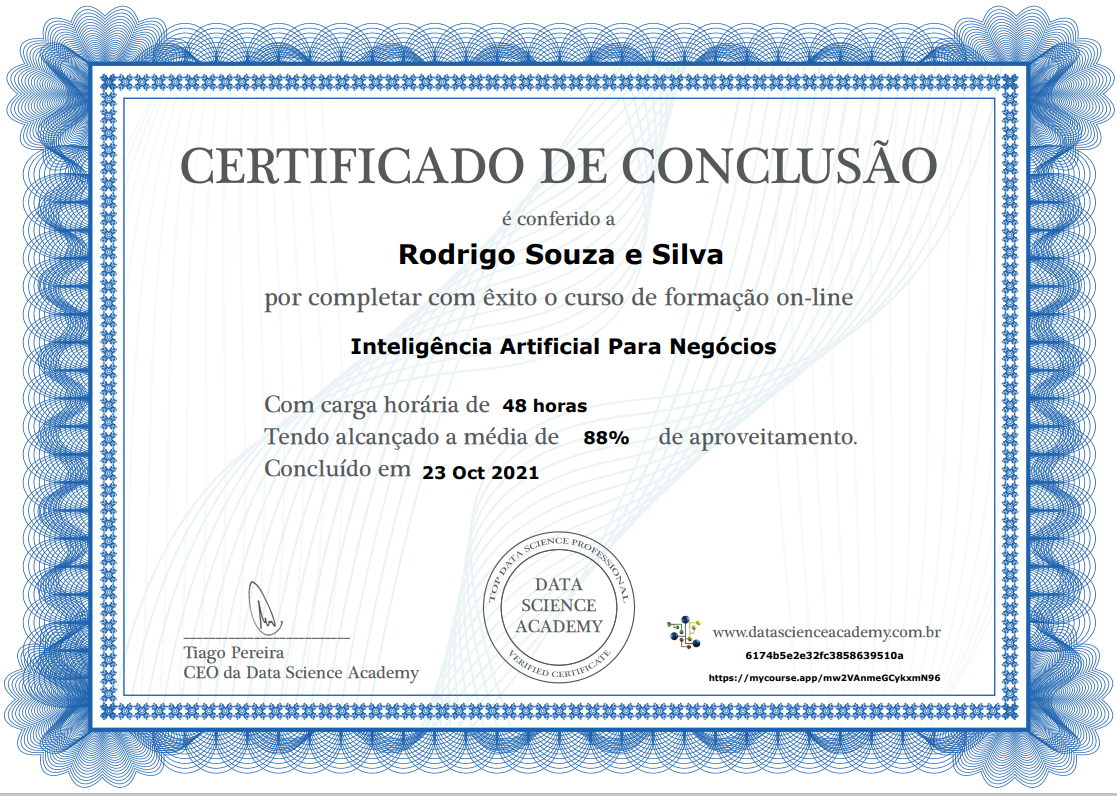 CERTIFICADO DE CONCLUSÃO
é conferido a
Rodrigo Souza e Silva
por completar com êxito o curso de formação on-line
Inteligência Artificial Para Negócios
Com carga horária de 48 horas
Tendo alcançado a média de 88% de aproveitamento.
Concluído em 23 Oct 2021
TOP DATA SCIENCE PROFESSIONAL
DATA
SCIENCE
ACADEMY
VERIFIED CERTIFICATE
Tiago Pereira
CEO da Data Science Academy
www.datascienceacademy.com.br
6174b5e2e32fc3858639510a
https://mycourse.app/mw2VAnmeGCykxmN96